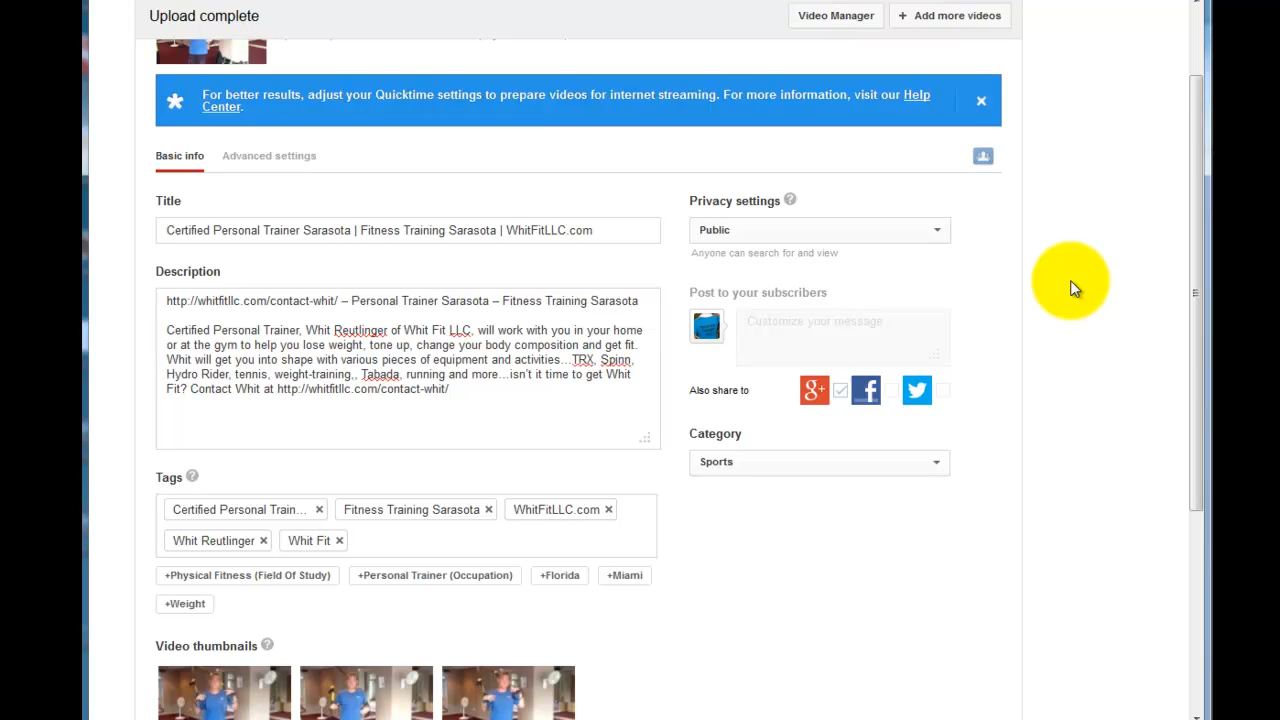 Upload complete
Video Manager
+ Add more videos
For better results, adjust your Quicktime settings to prepare videos for internet streaming. For more information, visit our Help
Center.
Basic info
Advanced settings
Title
Privacy settings ?
Certified Personal Trainer Sarasota | Fitness Training Sarasota | WhitFitLLC.com
Public
Anyone can search for and view
Description
http://whitfitllc.com/contact-whit/ – Personal Trainer Sarasota – Fitness Training Sarasota
Certified Personal Trainer, Whit Reutlinger of Whit Fit LLC, will work with you in your home
or at the gym to help you lose weight, tone up, change your body composition and get fit.
Whit will get you into shape with various pieces of equipment and activities…TRX, Spinn,
Hydro Rider, tennis, weight-training,, Tabada, running and more…isn't it time to get Whit
Fit? Contact Whit at http://whitfitllc.com/contact-whit/
Post to your subscribers
Customize your message
Also share to
g+
f
Category
Sports
Tags ?
Certified Personal Train...
Fitness Training Sarasota
WhitFitLLC.com
Whit Reutlinger
Whit Fit
+Physical Fitness (Field Of Study)
+Personal Trainer (Occupation)
+Florida
+Miami
+Weight
Video thumbnails ?